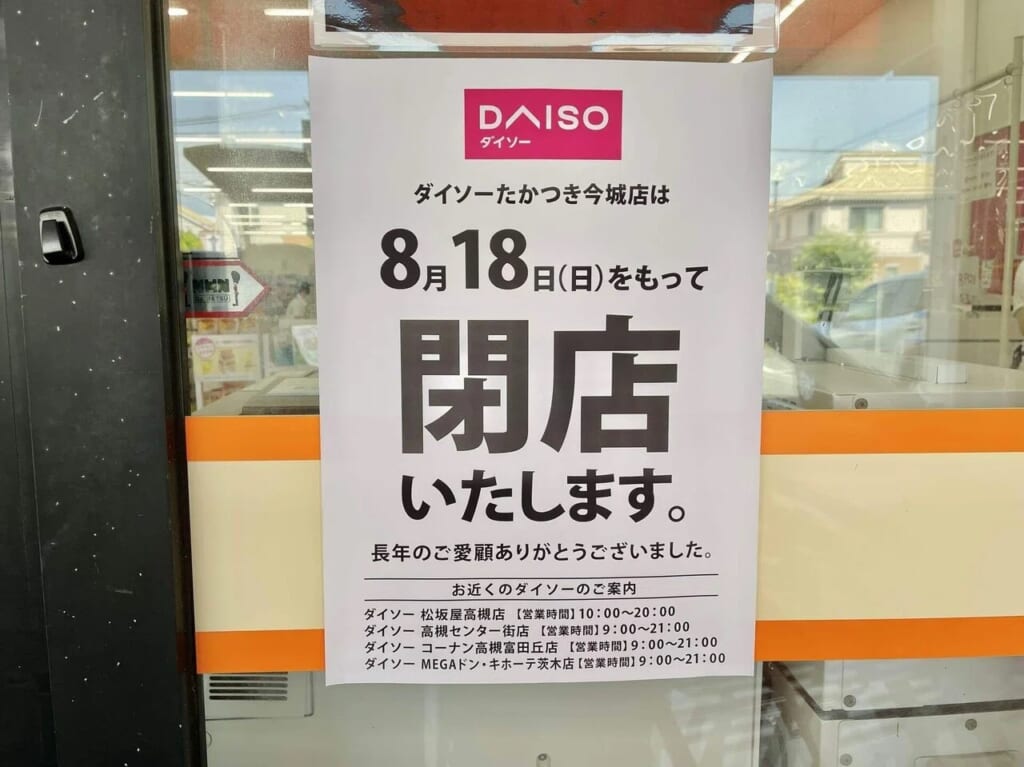 DAISO
ダイソー
ダイソーたかつき今城店は
8月18日(日)をもって
閉店
いたします。
長年のご愛顧ありがとうございました。
お近くのダイソーのご案内
ダイソー 松坂屋高槻店 【営業時間】10:00〜20:00
ダイソー 高槻センター街店 【営業時間】9:00〜21:00
ダイソー コーナン高槻富田丘店 【営業時間】9:00〜21:00
ダイソー MEGAドン・キホーテ茨木店【営業時間】9:00〜21:00